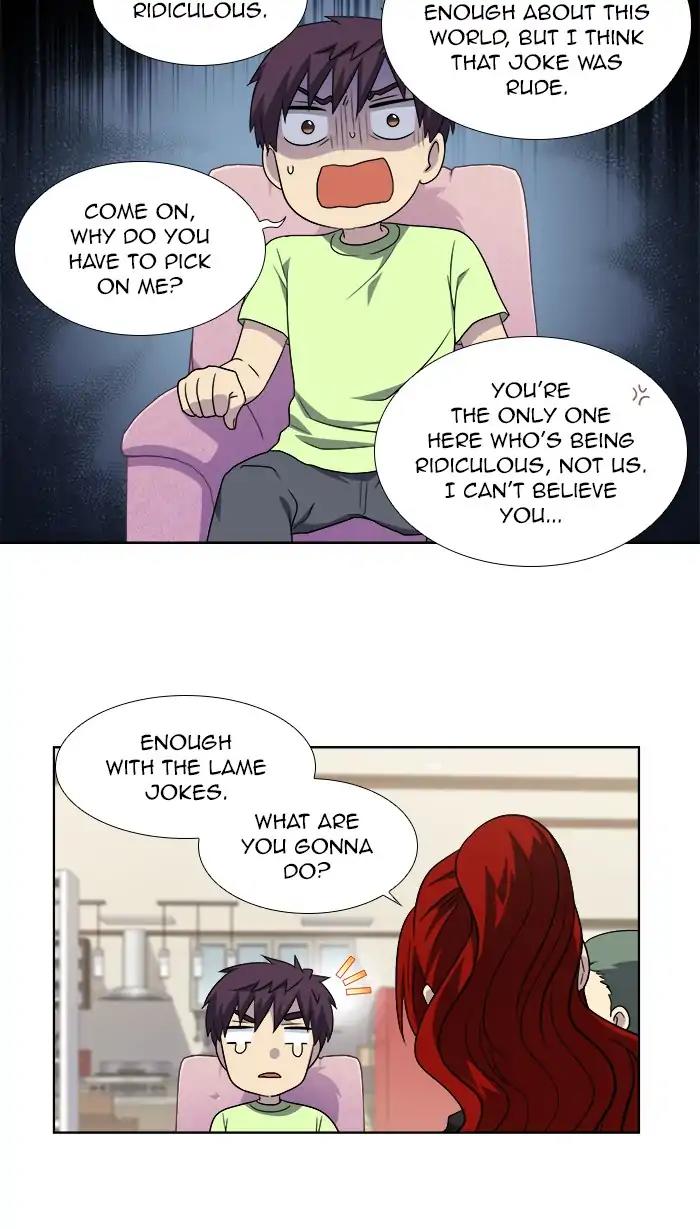 RIDICULOUS.
ENOUGH ABOUT THIS
WORLD, BUT I THINK
THAT JOKE WAS
RUDE.
COME ON,
WHY DO YOU
HAVE TO PICK
ON ME?
YOU'RE
THE ONLY ONE
HERE WHO'S BEING
RIDICULOUS, NOT US.
I CAN'T BELIEVE
YOU...
ENOUGH
WITH THE LAME
JOKES.
WHAT ARE
YOU GONNA
DO?